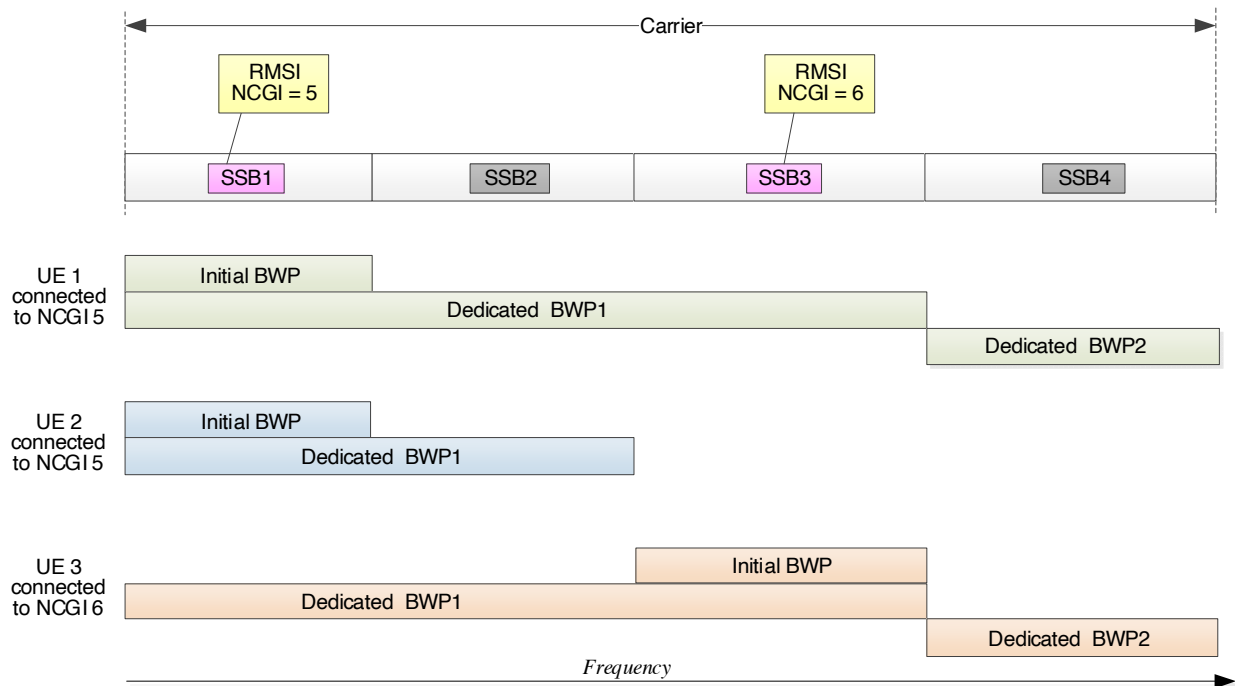 Carrier
RMSI
NCGI = 5
RMSI
NCGI = 6
SSB1
SSB2
SSB3
SSB4
UE 1
connected
to NCGI 5
Initial BWP
Dedicated BWP1
Dedicated BWP2
UE 2
connected
to NCGI 5
Initial BWP
Dedicated BWP1
UE 3
connected
to NCGI 6
Initial BWP
Dedicated BWP1
Dedicated BWP2
Frequency